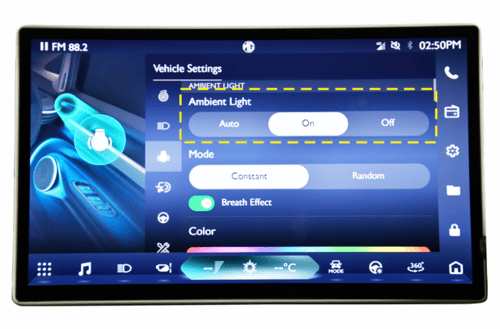 FM 88.2
MG
02:50PM
Vehicle Settings
AMBIENT LIGHT
Ambient Light
Auto
On
Off
Mode
Constant
Random
Breath Effect
Color
--
--°C
MODE
360°